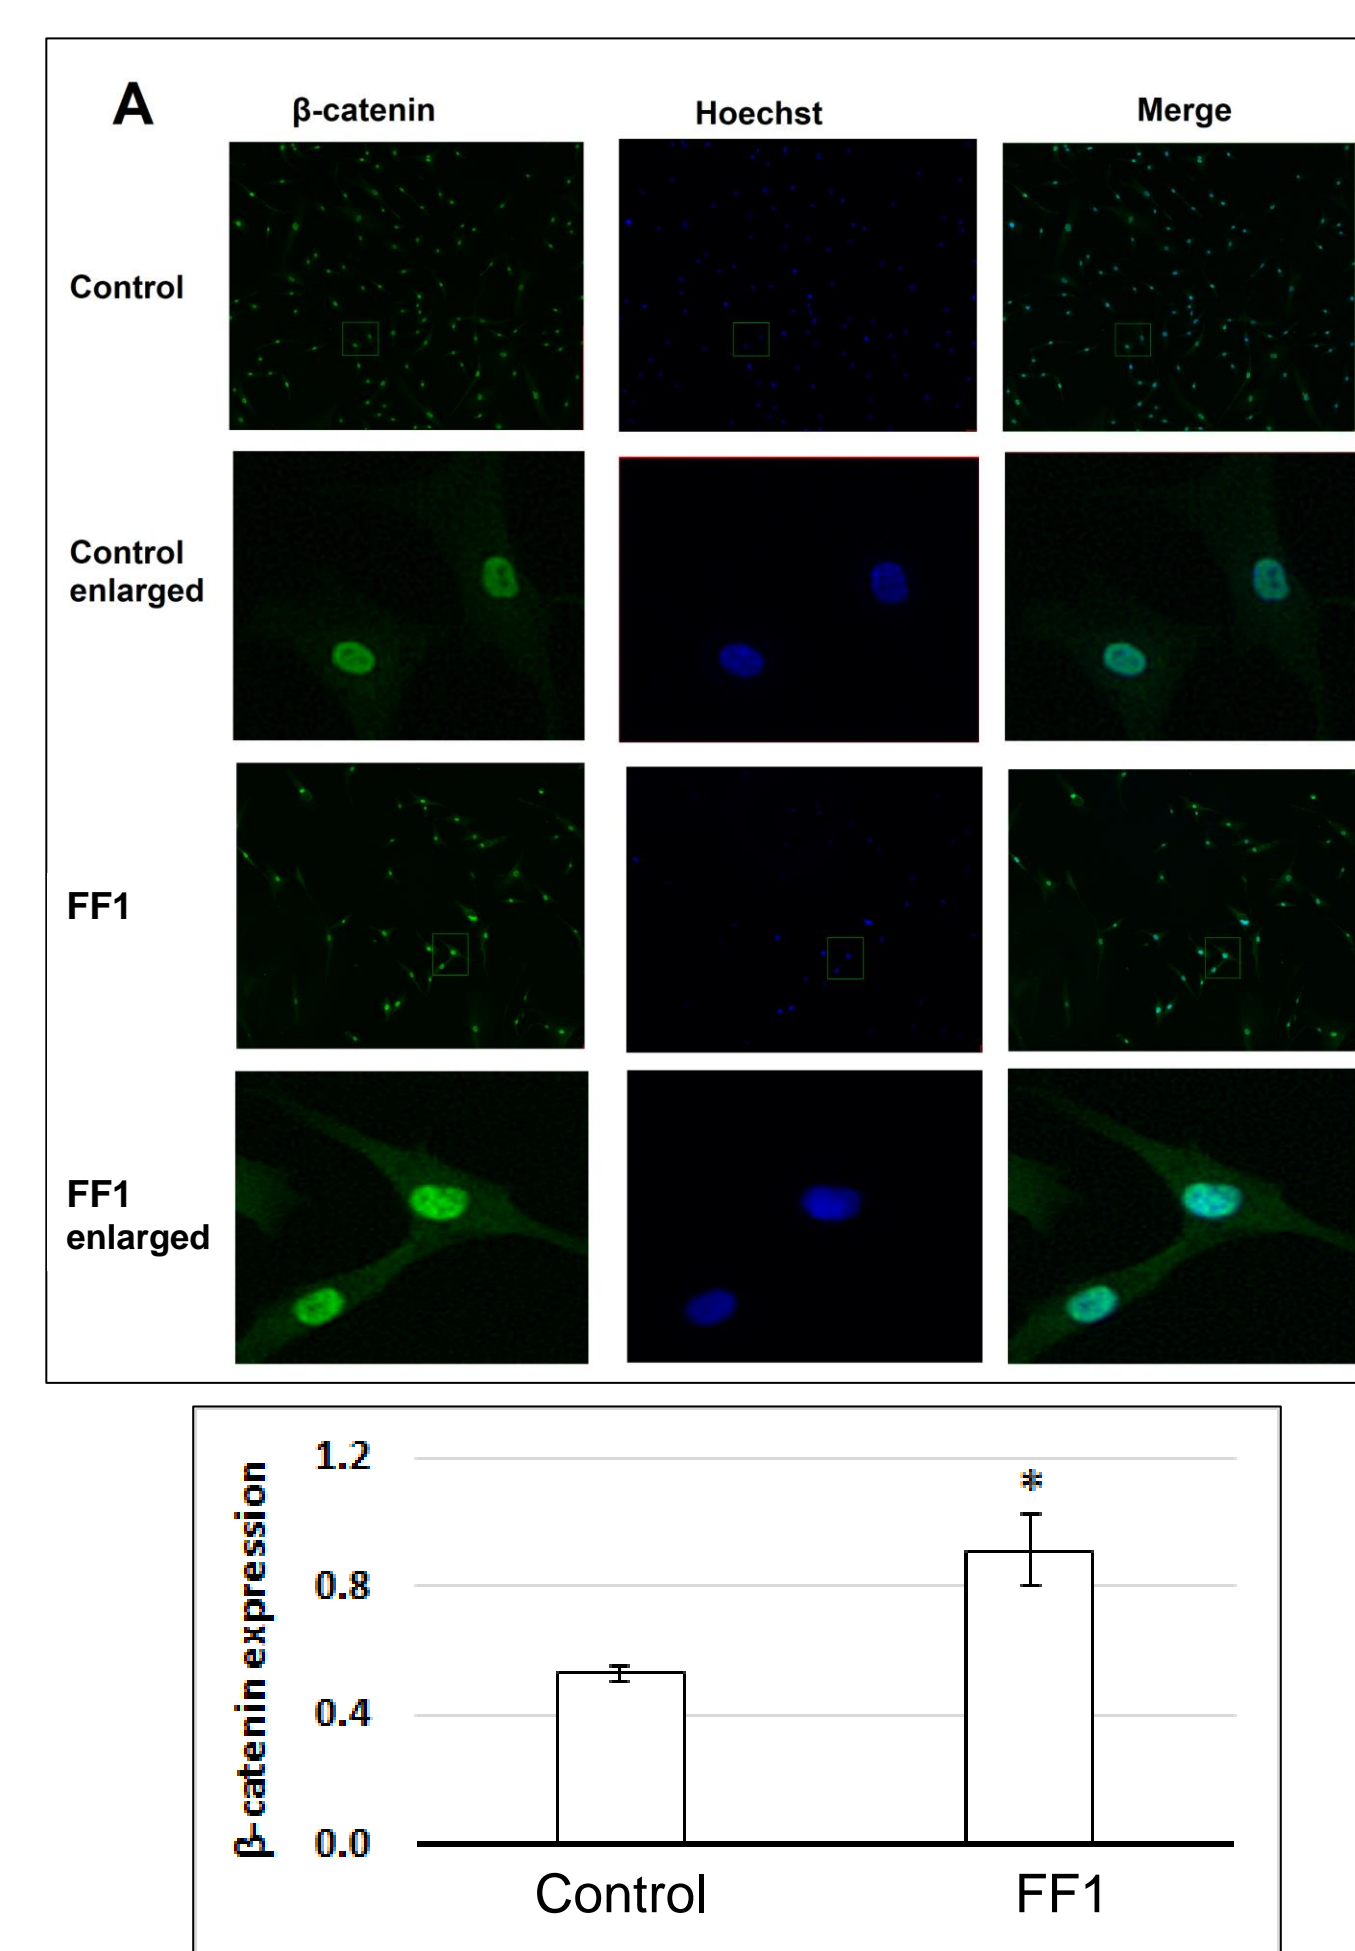 A
β-catenin
Hoechst
Merge
Control
Control
enlarged
FF1
FF1
enlarged
β-catenin expression
1.2
0.8
0.4
0.0
*
Control
FF1